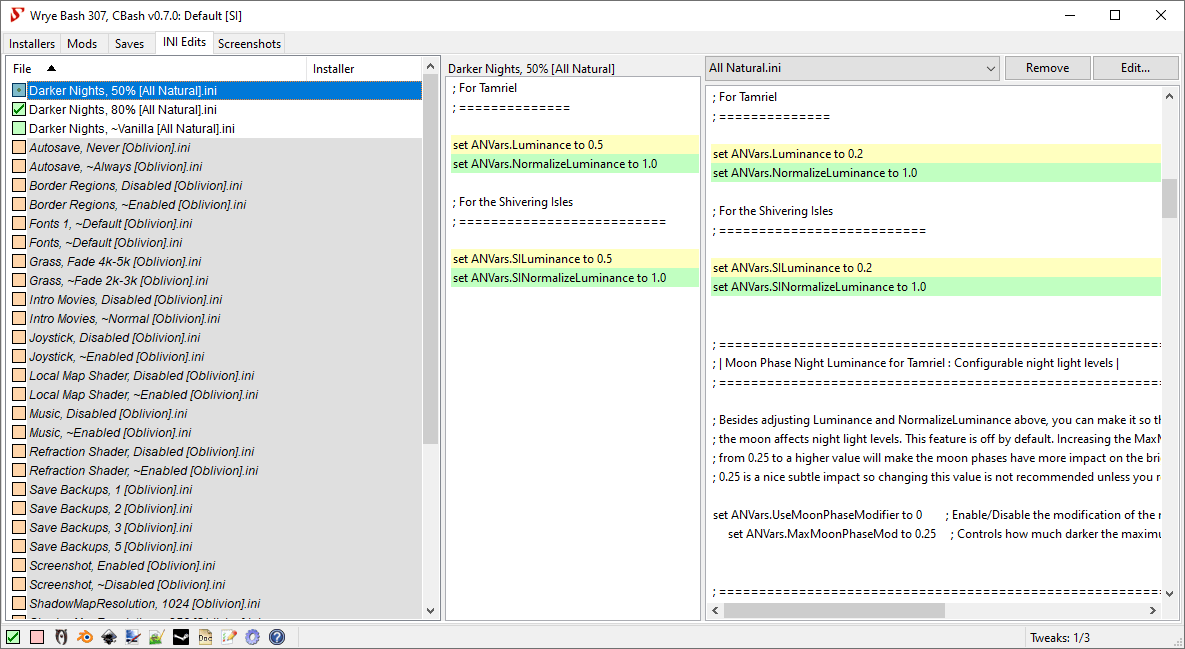 Wrye Bash 307, CBash v0.7.0: Default [SI]
Installers Mods Saves INI Edits Screenshots
File Installer
Darker Nights, 50% [All Natural].ini
Darker Nights, 80% [All Natural].ini
Darker Nights, ~Vanilla [All Natural].ini
Autosave, Never [Oblivion].ini
Autosave, ~Always [Oblivion].ini
Border Regions, Disabled [Oblivion].ini
Border Regions, ~Enabled [Oblivion].ini
Fonts 1, ~Default [Oblivion].ini
Fonts, ~Default [Oblivion].ini
Grass, Fade 4k-5k [Oblivion].ini
Grass, ~Fade 2k-3k [Oblivion].ini
Intro Movies, Disabled [Oblivion].ini
Intro Movies, ~Normal [Oblivion].ini
Joystick, Disabled [Oblivion].ini
Joystick, ~Enabled [Oblivion].ini
Local Map Shader, Disabled [Oblivion].ini
Local Map Shader, ~Enabled [Oblivion].ini
Music, Disabled [Oblivion].ini
Music, ~Enabled [Oblivion].ini
Refraction Shader, Disabled [Oblivion].ini
Refraction Shader, ~Enabled [Oblivion].ini
Save Backups, 1 [Oblivion].ini
Save Backups, 2 [Oblivion].ini
Save Backups, 3 [Oblivion].ini
Save Backups, 5 [Oblivion].ini
Screenshot, Enabled [Oblivion].ini
Screenshot, ~Disabled [Oblivion].ini
ShadowMapResolution, 1024 [Oblivion].ini
Darker Nights, 50% [All Natural]
; For Tamriel
; ==============
set ANVars.Luminance to 0.5
set ANVars.NormalizeLuminance to 1.0
; For the Shivering Isles
; ==========================
set ANVars.SILuminance to 0.5
set ANVars.SINormalizeLuminance to 1.0
All Natural.ini
Remove
Edit...
; For Tamriel
; ==============
set ANVars.Luminance to 0.2
set ANVars.NormalizeLuminance to 1.0
; For the Shivering Isles
; ==========================
set ANVars.SILuminance to 0.2
set ANVars.SINormalizeLuminance to 1.0
; =======================================================
; | Moon Phase Night Luminance for Tamriel : Configurable night light levels |
; =======================================================
; Besides adjusting Luminance and NormalizeLuminance above, you can make it so
; the moon affects night light levels. This feature is off by default. Increasing the
; from 0.25 to a higher value will make the moon phases have more impact on the
; 0.25 is a nice subtle impact so changing this value is not recommended unless you
set ANVars.UseMoonPhaseModifier to 0 ; Enable/Disable the modification of the
set ANVars.MaxMoonPhaseMod to 0.25 ; Controls how much darker the
; =======================================================
Doc
Tweaks: 1/3